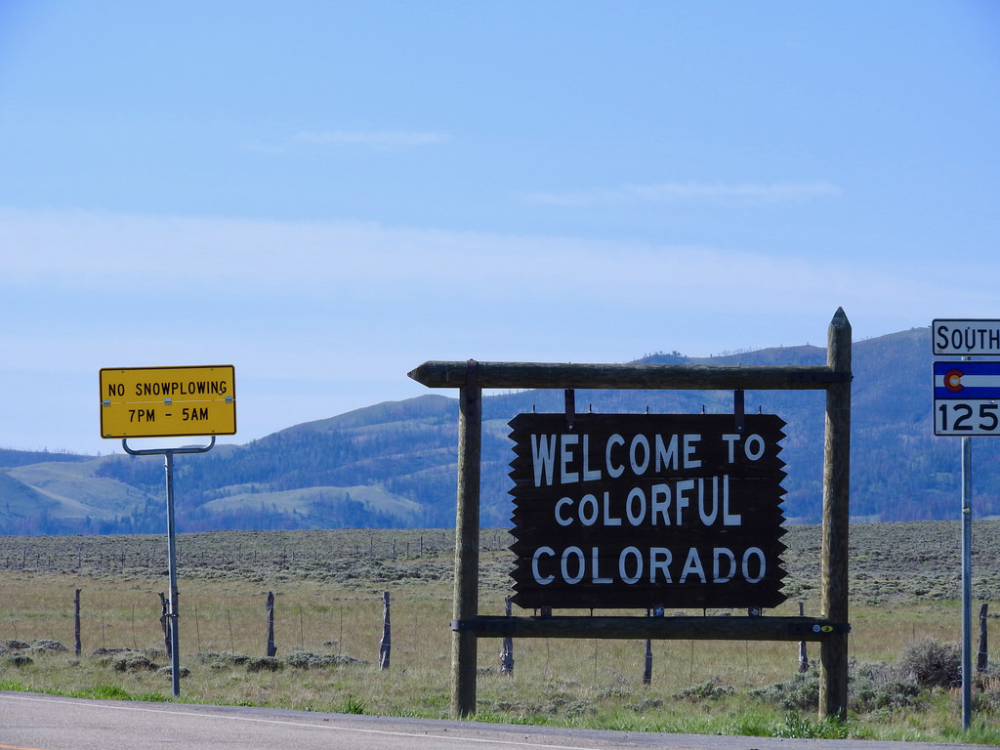 NO SNOWPLOWING
7PM - 5AM
WELCOME TO
COLORFUL
COLORADO
SOUTH
C
125